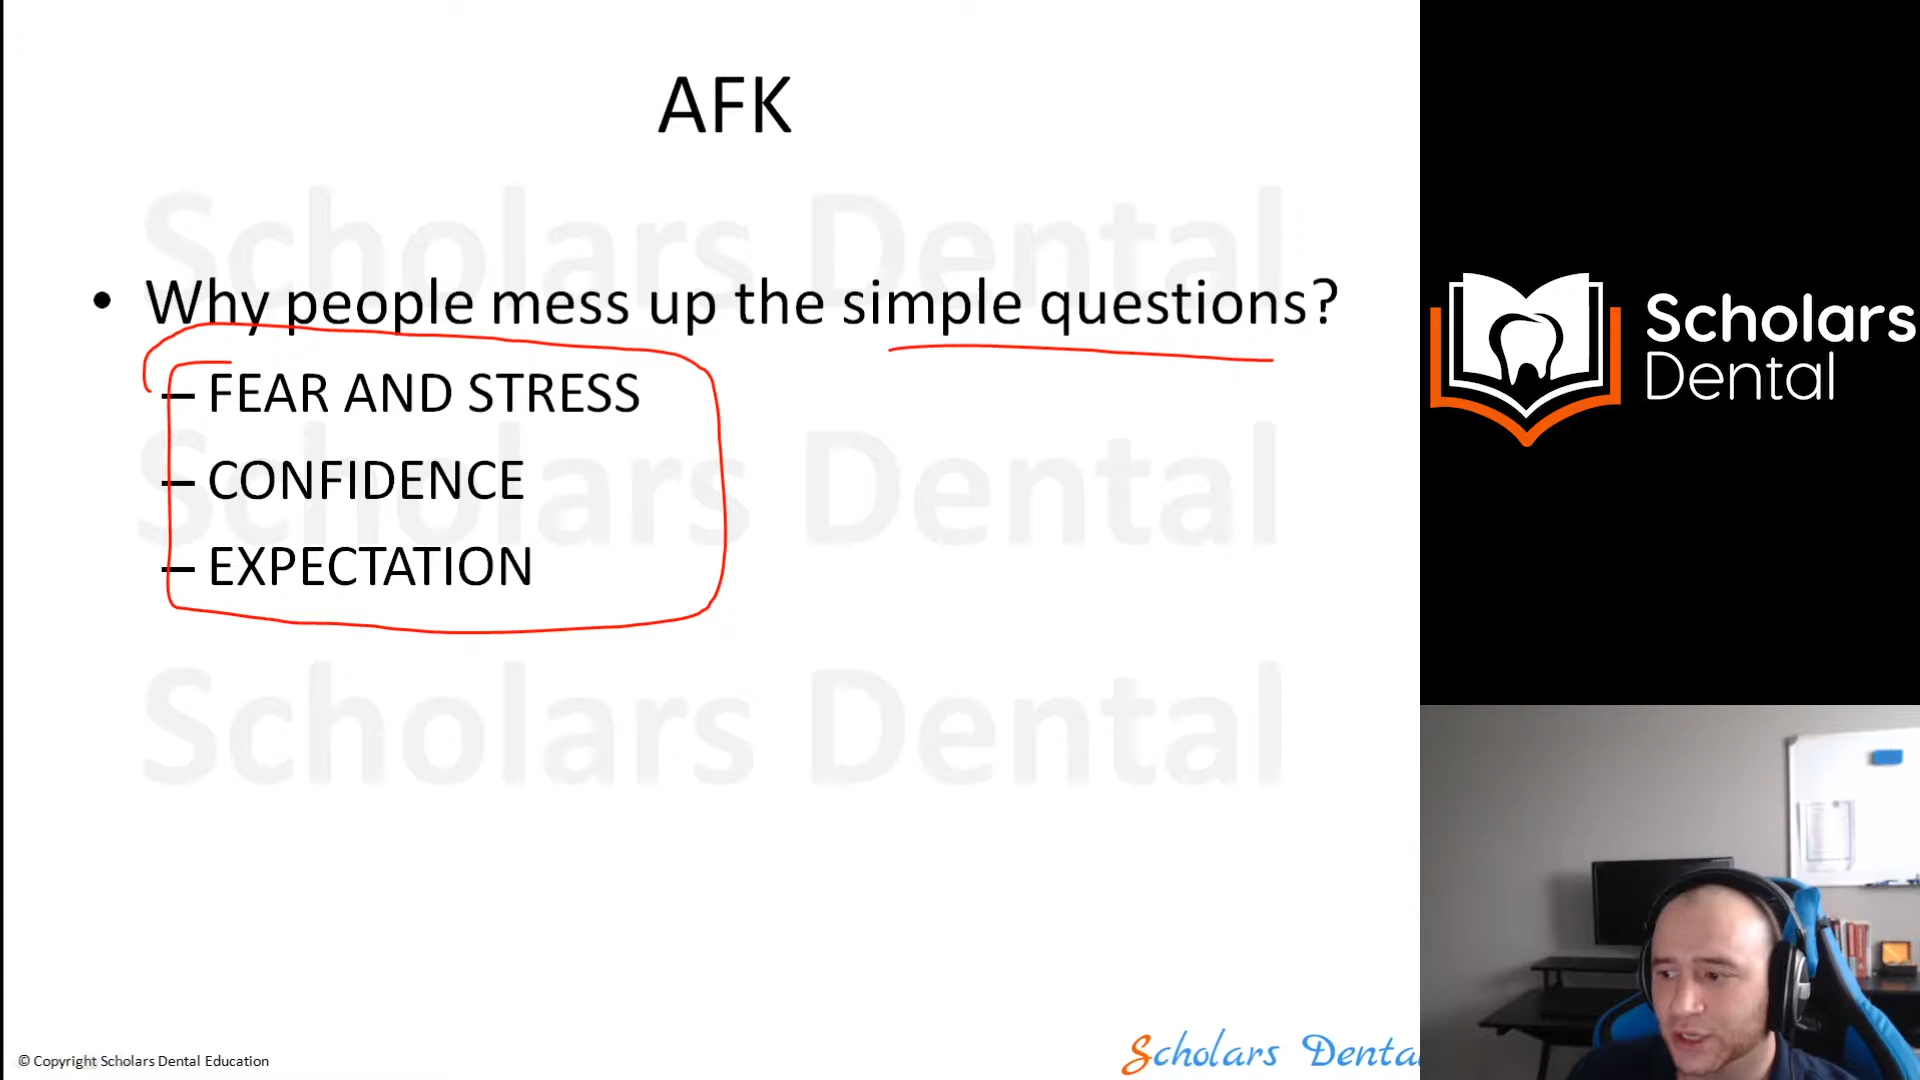 AFK
Scholars Dental
• Why people mess up the simple questions?
– FEAR AND STRESS
– CONFIDENCE
Scholars Dental
– EXPECTATION
Scholars Dental
© Copyright Scholars Dental Education
Scholars Denta
Scholars
Dental